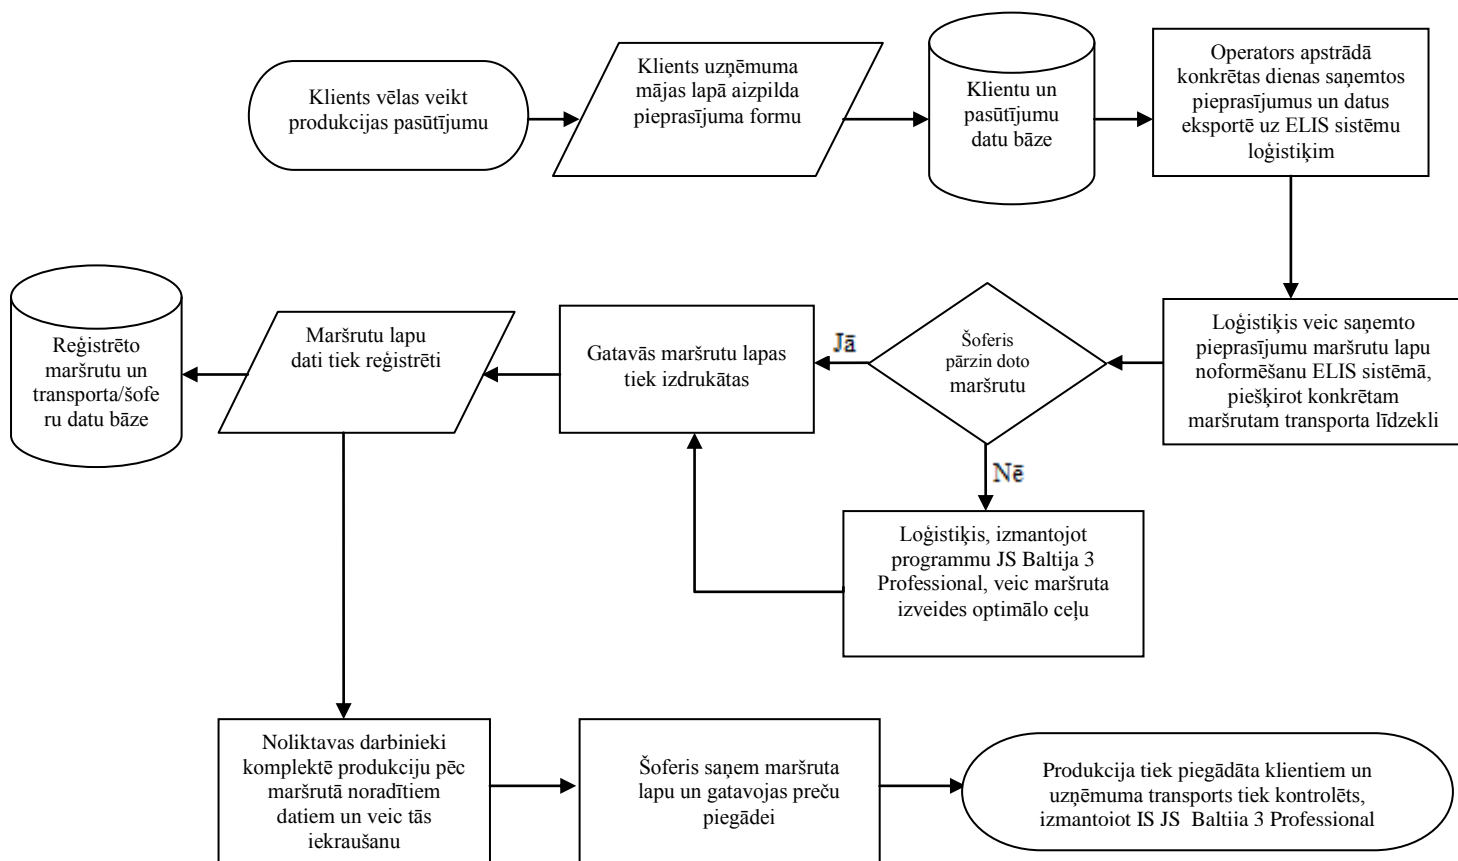 Klients vēlas veikt
produkcijas pasūtījumu
Klients uzņēmuma
mājas lapā aizpilda
pieprasījuma formu
Klientu un
pasūtījumu
datu bāze
Operators apstrādā
konkrētas dienas saņemtos
pieprasījumus un datus
eksportē uz ELIS sistēmu
loģistiķim
Loģistiķis veic saņemto
pieprasījumu maršrutu lapu
noformēšanu ELIS sistēmā,
piešķirot konkrētam
maršrutam transporta līdzekli
Šoferis
pārzin doto
maršrutu
Jā
Nē
Gatavās maršrutu lapas
tiek izdrukātas
Maršrutu lapu
dati tiek reģistrēti
Reģistrēto
maršrutu un
transporta/šofe
ru datu bāze
Loģistiķis, izmantojot
programmu JS Baltija 3
Professional, veic maršruta
izveides optimālo ceļu
Noliktavas darbinieki
komplektē produkciju pēc
maršrutā noradītiem
datiem un veic tās
iekraušanu
Šoferis saņem maršruta
lapu un gatavojas preču
piegādei
Produkcija tiek piegādāta klientiem un
uzņēmuma transports tiek kontrolēts,
izmantojot IS JS Baltija 3 Professional